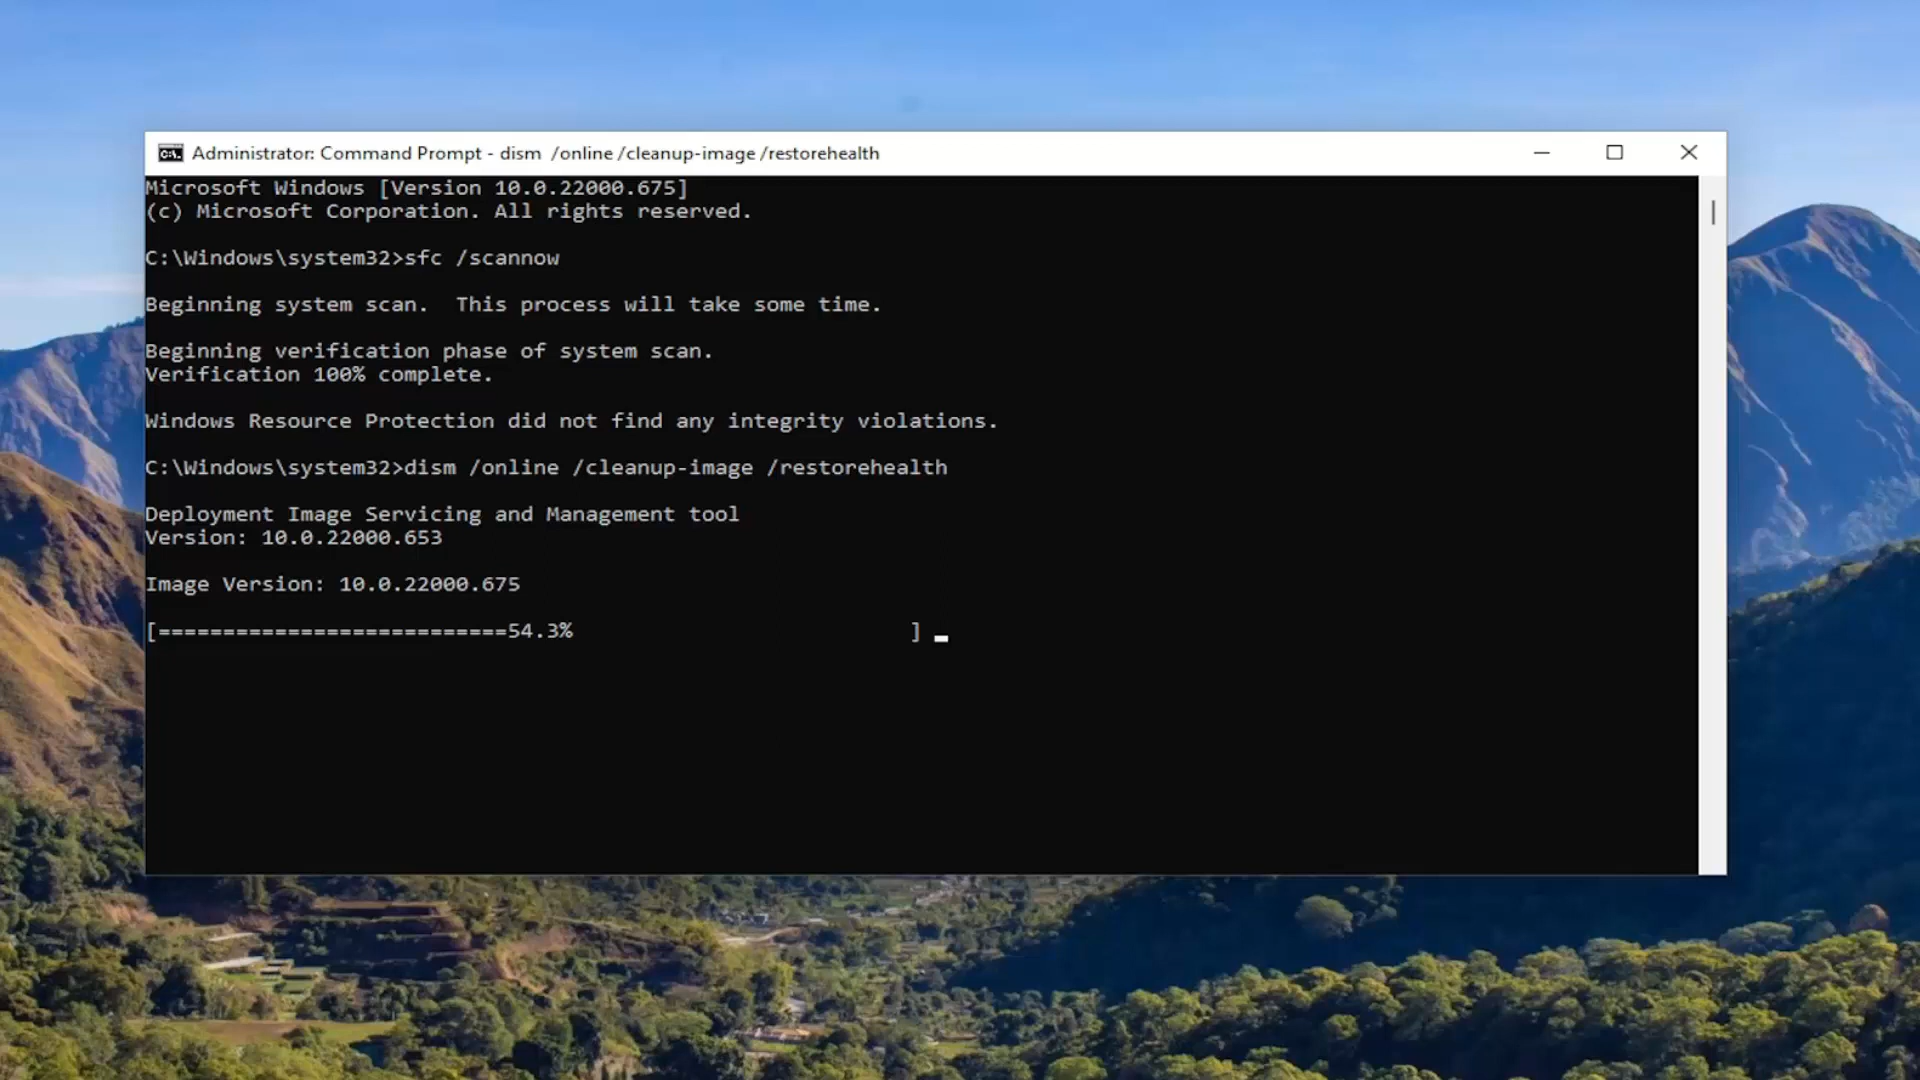 Administrator: Command Prompt - dism  /online /cleanup-image /restorehealth
Microsoft Windows [Version 10.0.22000.675]
(c) Microsoft Corporation. All rights reserved.
C:\Windows\system32>sfc /scannow
Beginning system scan.  This process will take some time.
Beginning verification phase of system scan.
Verification 100% complete.
Windows Resource Protection did not find any integrity violations.
C:\Windows\system32>dism /online /cleanup-image /restorehealth
Deployment Image Servicing and Management tool
Version: 10.0.22000.653
Image Version: 10.0.22000.675
[===========================54.3%                          ]